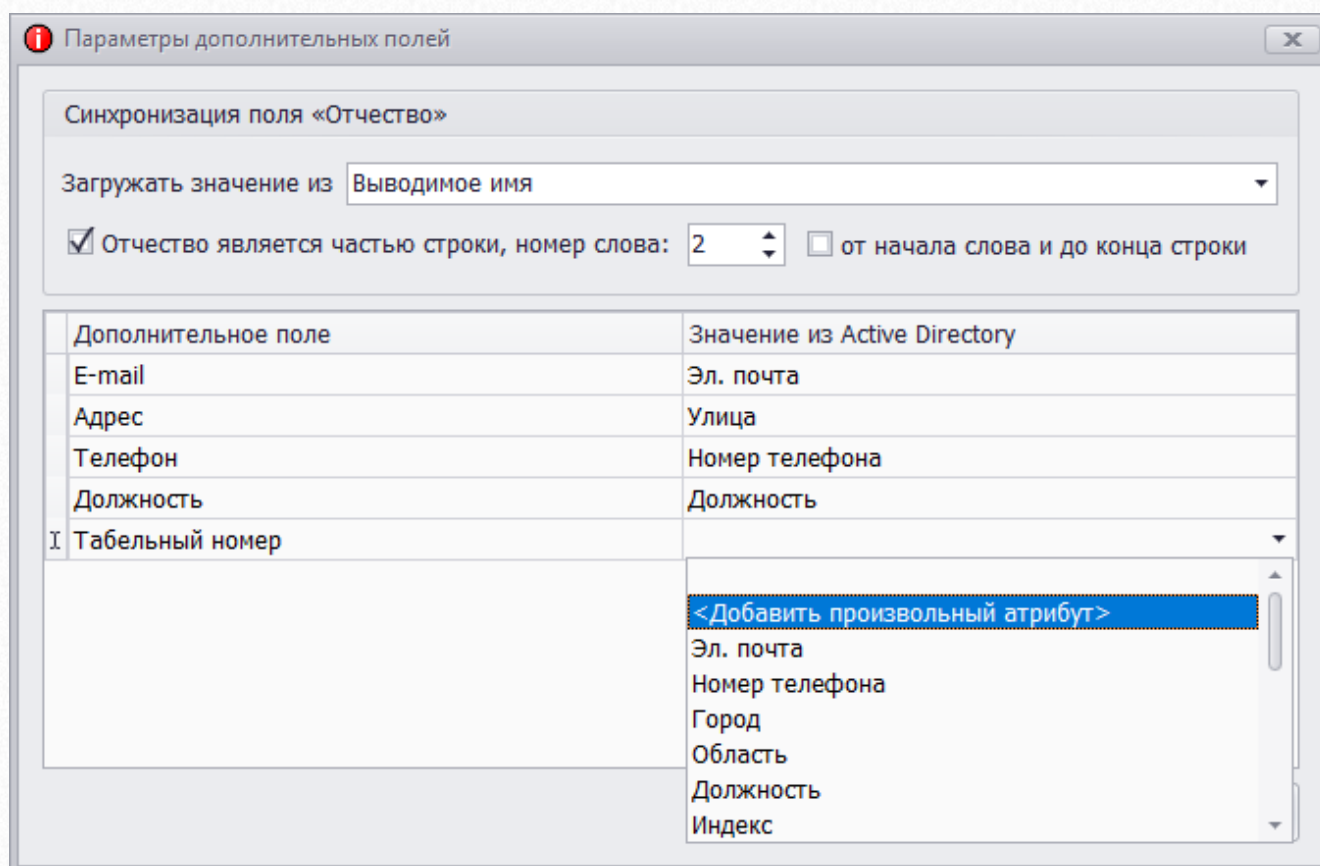 Параметры дополнительных полей
Синхронизация поля «Отчество»
Загружать значение из Выводимое имя
Отчество является частью строки, номер слова: 2 от начала слова и до конца строки
Дополнительное поле Значение из Active Directory
E-mail Эл. почта
Адрес Улица
Телефон Номер телефона
Должность Должность
Табельный номер
<Добавить произвольный атрибут>
Эл. почта
Номер телефона
Город
Область
Должность
Индекс